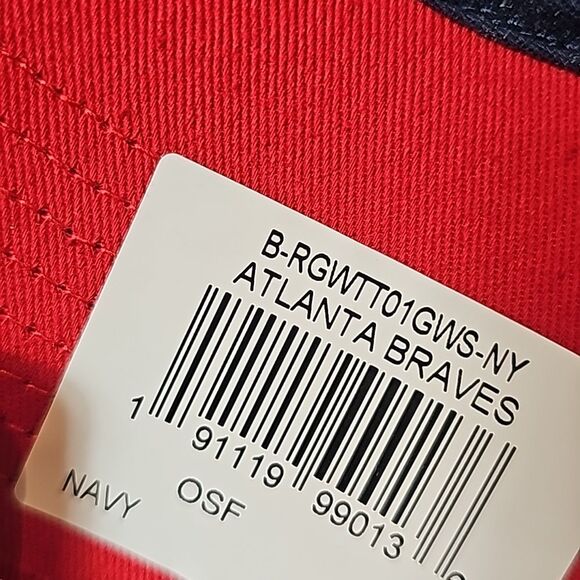 B-RGWTT01GWS-NY
ATLANTA BRAVES
1 91119 99013
NAVY OSF